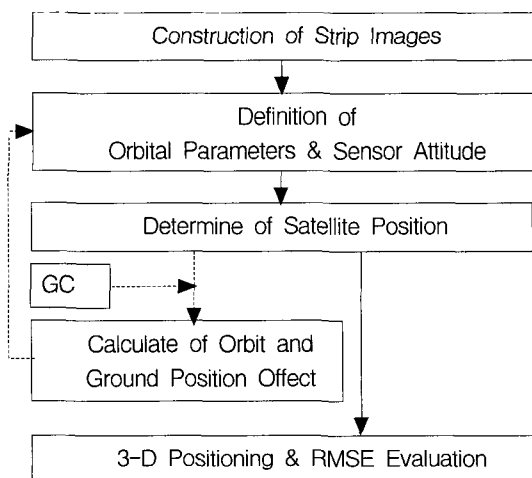 Construction of Strip Images
Definition of
Orbital Parameters & Sensor Attitude
Determine of Satellite Position
GC
Calculate of Orbit and
Ground Position Offect
3-D Positioning & RMSE Evaluation